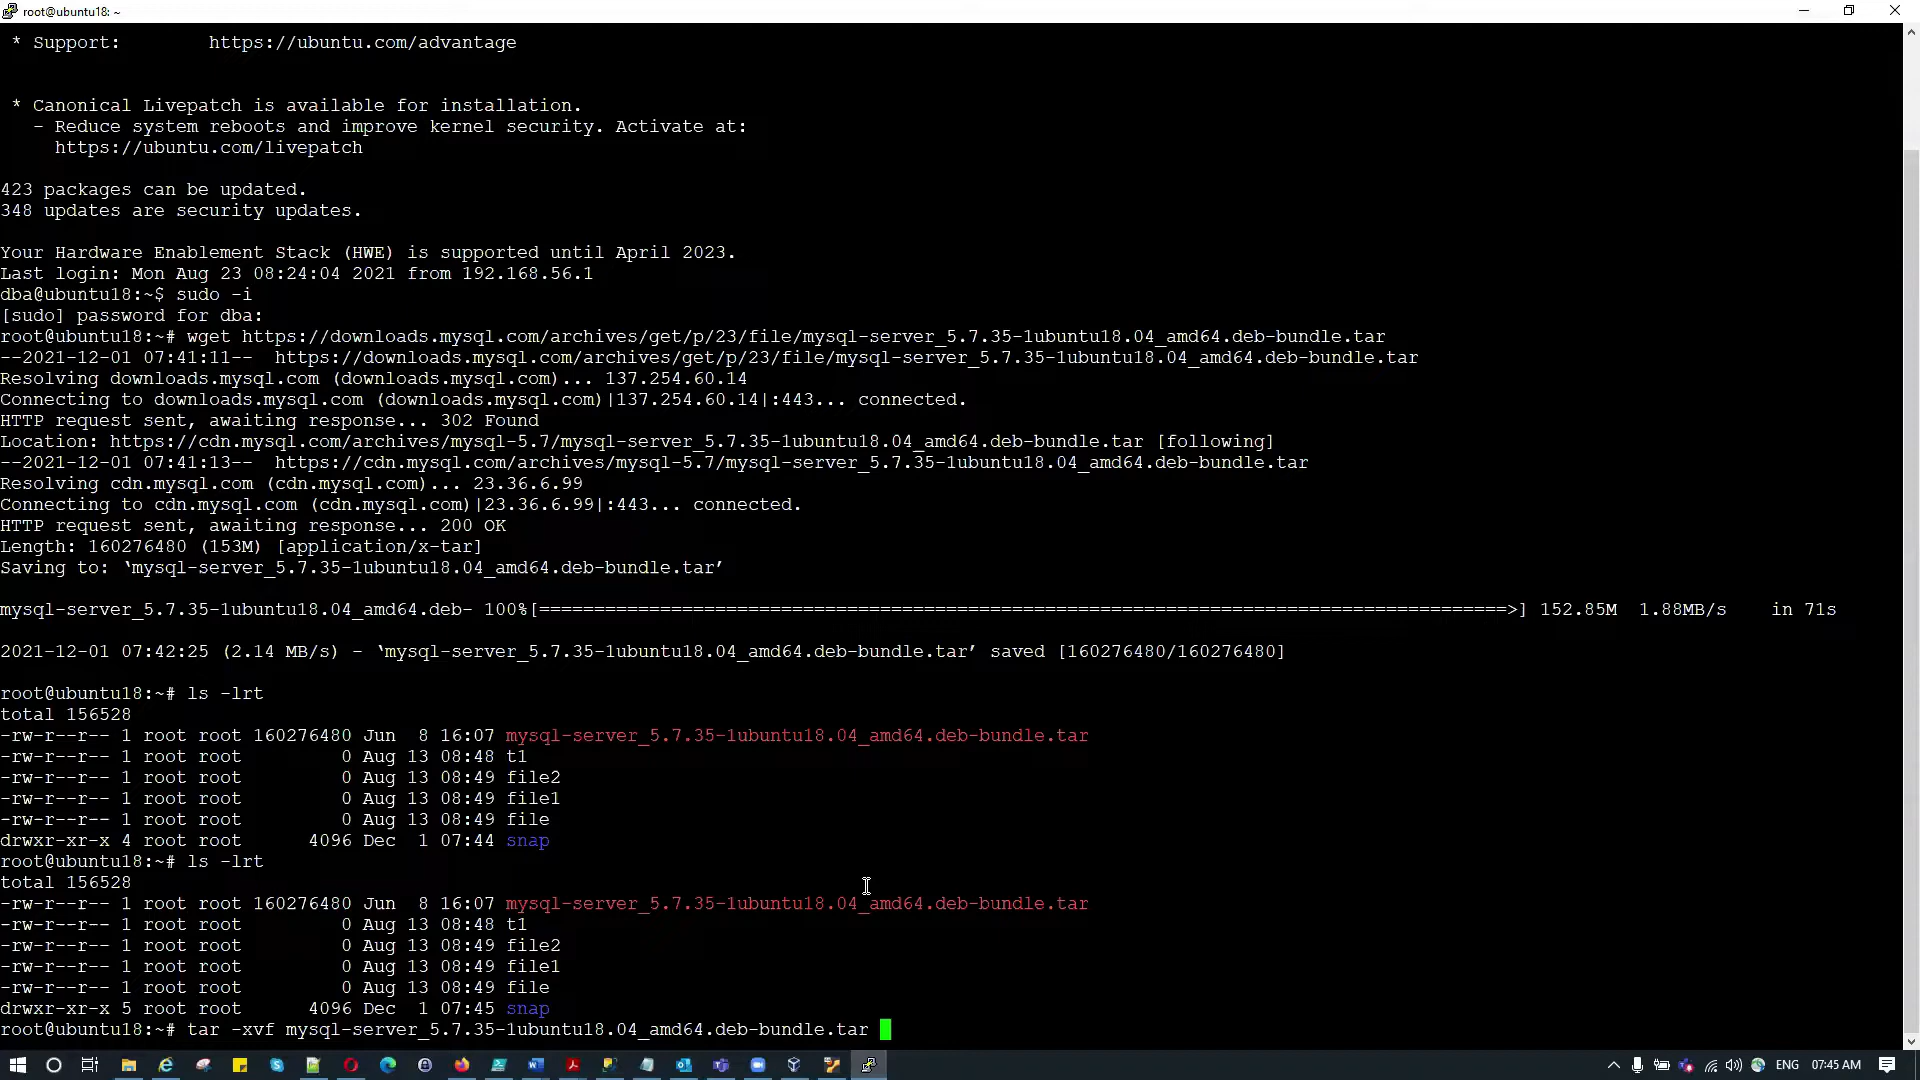 root@ubuntu18: ~
* Support:        https://ubuntu.com/advantage
* Canonical Livepatch is available for installation.
- Reduce system reboots and improve kernel security. Activate at:
https://ubuntu.com/livepatch
423 packages can be updated.
348 updates are security updates.
Your Hardware Enablement Stack (HWE) is supported until April 2023.
Last login: Mon Aug 23 08:24:04 2021 from 192.168.56.1
dba@ubuntu18:~$ sudo -i
[sudo] password for dba:
root@ubuntu18:~# wget https://downloads.mysql.com/archives/get/p/23/file/mysql-server_5.7.35-1ubuntu18.04_amd64.deb-bundle.tar
--2021-12-01 07:41:11--  https://downloads.mysql.com/archives/get/p/23/file/mysql-server_5.7.35-1ubuntu18.04_amd64.deb-bundle.tar
Resolving downloads.mysql.com (downloads.mysql.com)... 137.254.60.14
Connecting to downloads.mysql.com (downloads.mysql.com)|137.254.60.14|:443... connected.
HTTP request sent, awaiting response... 302 Found
Location: https://cdn.mysql.com/archives/mysql-5.7/mysql-server_5.7.35-1ubuntu18.04_amd64.deb-bundle.tar [following]
--2021-12-01 07:41:13--  https://cdn.mysql.com/archives/mysql-5.7/mysql-server_5.7.35-1ubuntu18.04_amd64.deb-bundle.tar
Resolving cdn.mysql.com (cdn.mysql.com)... 23.36.6.99
Connecting to cdn.mysql.com (cdn.mysql.com)|23.36.6.99|:443... connected.
HTTP request sent, awaiting response... 200 OK
Length: 160276480 (153M) [application/x-tar]
Saving to: ‘mysql-server_5.7.35-1ubuntu18.04_amd64.deb-bundle.tar’
mysql-server_5.7.35-1ubuntu18.04_amd64.deb- 100%[========================================================================================>] 152.85M  1.88MB/s    in 71s
2021-12-01 07:42:25 (2.14 MB/s) - ‘mysql-server_5.7.35-1ubuntu18.04_amd64.deb-bundle.tar’ saved [160276480/160276480]
root@ubuntu18:~# ls -lrt
total 156528
-rw-r--r-- 1 root root 160276480 Jun  8 16:07 mysql-server_5.7.35-1ubuntu18.04_amd64.deb-bundle.tar
-rw-r--r-- 1 root root         0 Aug 13 08:48 t1
-rw-r--r-- 1 root root         0 Aug 13 08:49 file2
-rw-r--r-- 1 root root         0 Aug 13 08:49 file1
-rw-r--r-- 1 root root         0 Aug 13 08:49 file
drwxr-xr-x 4 root root      4096 Dec  1 07:44 snap
root@ubuntu18:~# ls -lrt
total 156528
-rw-r--r-- 1 root root 160276480 Jun  8 16:07 mysql-server_5.7.35-1ubuntu18.04_amd64.deb-bundle.tar
-rw-r--r-- 1 root root         0 Aug 13 08:48 t1
-rw-r--r-- 1 root root         0 Aug 13 08:49 file2
-rw-r--r-- 1 root root         0 Aug 13 08:49 file1
-rw-r--r-- 1 root root         0 Aug 13 08:49 file
drwxr-xr-x 5 root root      4096 Dec  1 07:45 snap
root@ubuntu18:~# tar -xvf mysql-server_5.7.35-1ubuntu18.04_amd64.deb-bundle.tar
ENG 07:45 AM